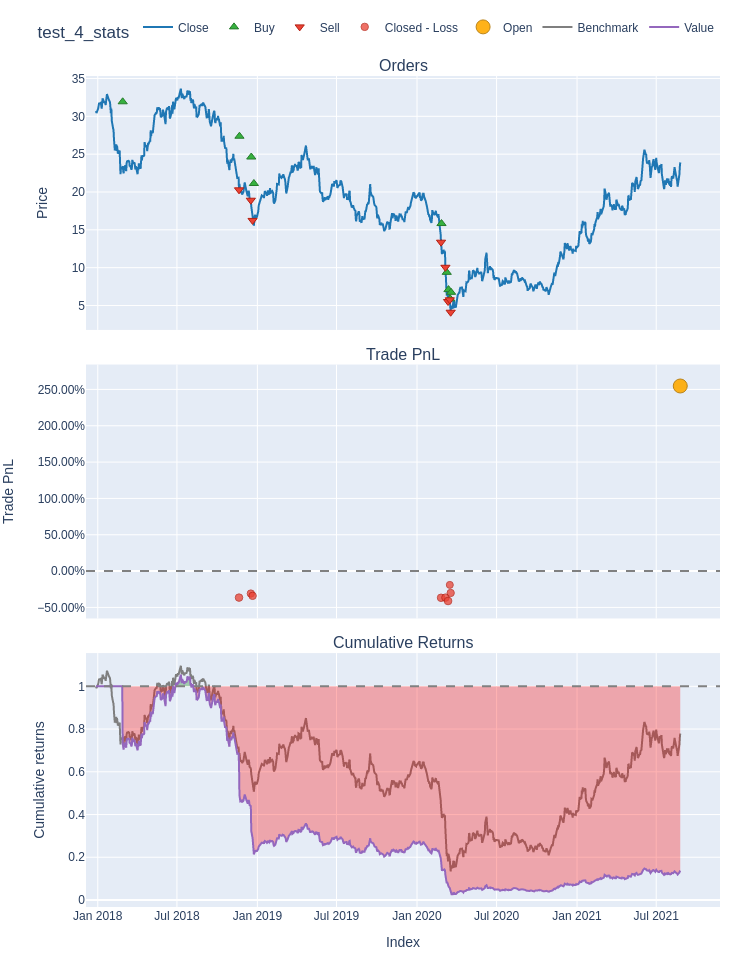 test_4_stats
Close Buy Sell Closed - Loss Open Benchmark Value
Orders
35
30
25
20
15
10
5
Price
Trade PnL
250.00%
200.00%
150.00%
100.00%
50.00%
0.00%
−50.00%
Trade PnL
Cumulative Returns
1
0.8
0.6
0.4
0.2
0
Cumulative returns
Jan 2018 Jul 2018 Jan 2019 Jul 2019 Jan 2020 Jul 2020 Jan 2021 Jul 2021
Index